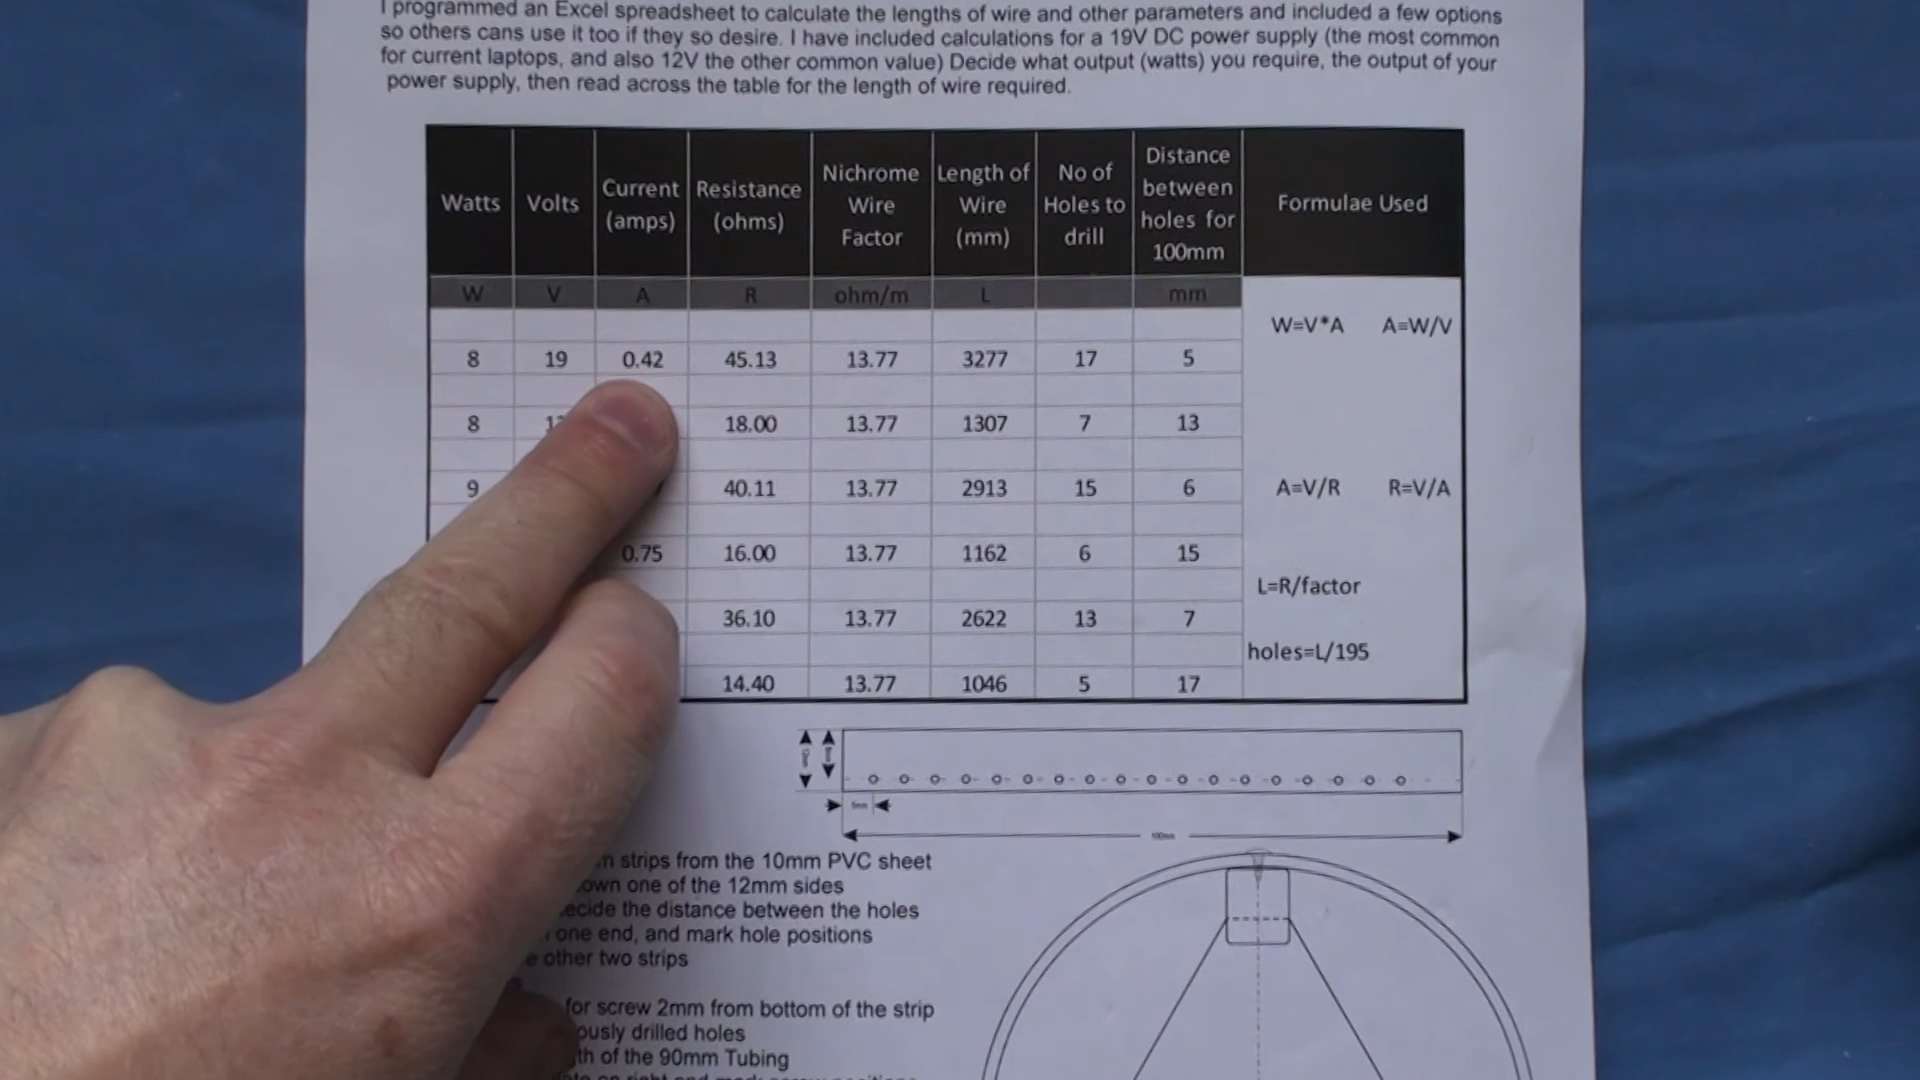 I programmed an Excel spreadsheet to calculate the lengths of wire and other parameters and included a few options
so others cans use it too if they so desire. I have included calculations for a 19V DC power supply (the most common
for current laptops, and also 12V the other common value) Decide what output (watts) you require, the output of your
power supply, then read across the table for the length of wire required.
Watts Volts Current (amps) Resistance (ohms) Nichrome Wire Factor Length of Wire (mm) No of Holes to drill Distance between holes for 100mm Formulae Used
W V A R ohm/m L mm
W=V*A A=W/V
8 19 0.42 45.13 13.77 3277 17 5
8 18.00 13.77 1307 7 13
9 40.11 13.77 2913 15 6 A=V/R R=V/A
0.75 16.00 13.77 1162 6 15
L=R/factor
36.10 13.77 2622 13 7
holes=L/195
14.40 13.77 1046 5 17
5mm
100mm
strips from the 10mm PVC sheet
one of the 12mm sides
the distance between the holes
one end, and mark hole positions
other two strips
for screw 2mm from bottom of the strip
drilled holes
of the 90mm Tubing